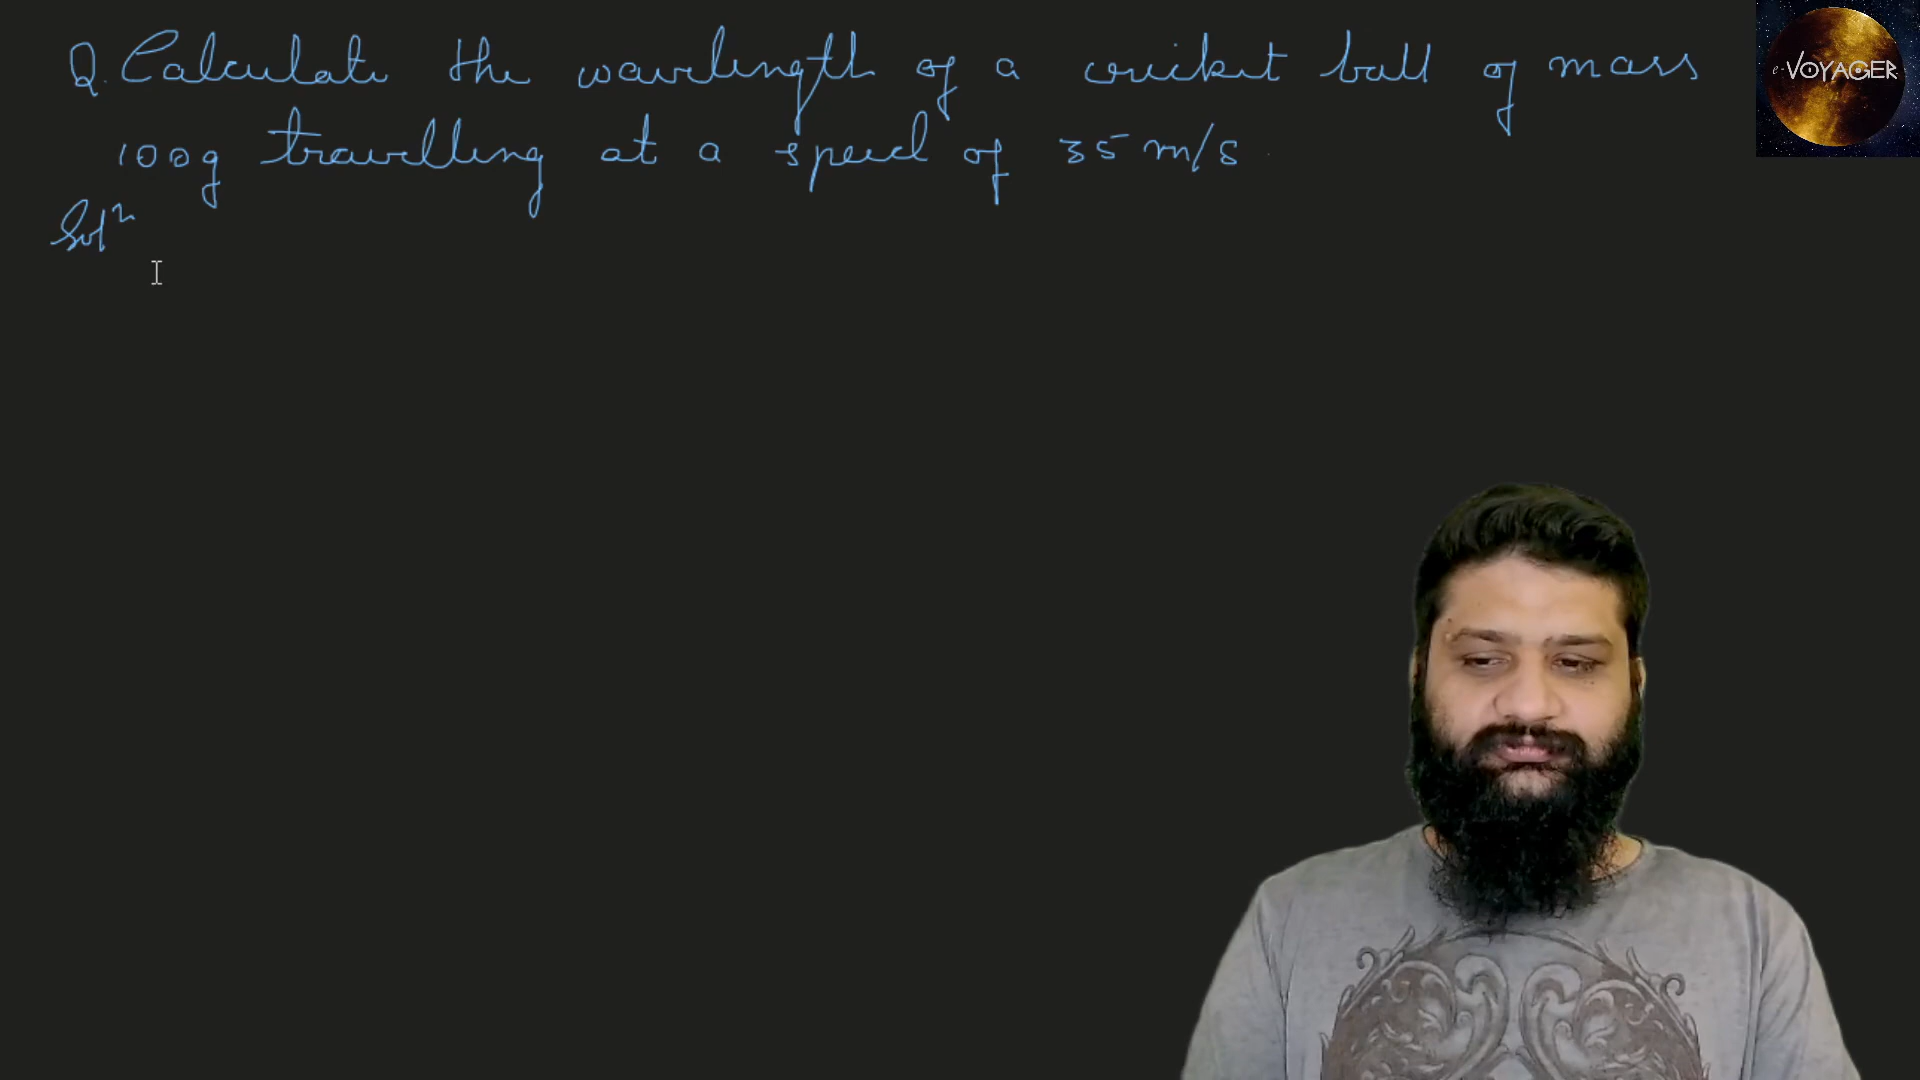 Q. Calculate the wavelength of a cricket ball of mass
100g travelling at a speed of 35 m/s.
Solⁿ
e-VOYAGER